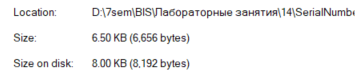 Location: D:\7sem\BIS\Лабораторные занятия\14\SerialNumbe
Size: 6.50 KB (6,656 bytes)
Size on disk: 8.00 KB (8,192 bytes)